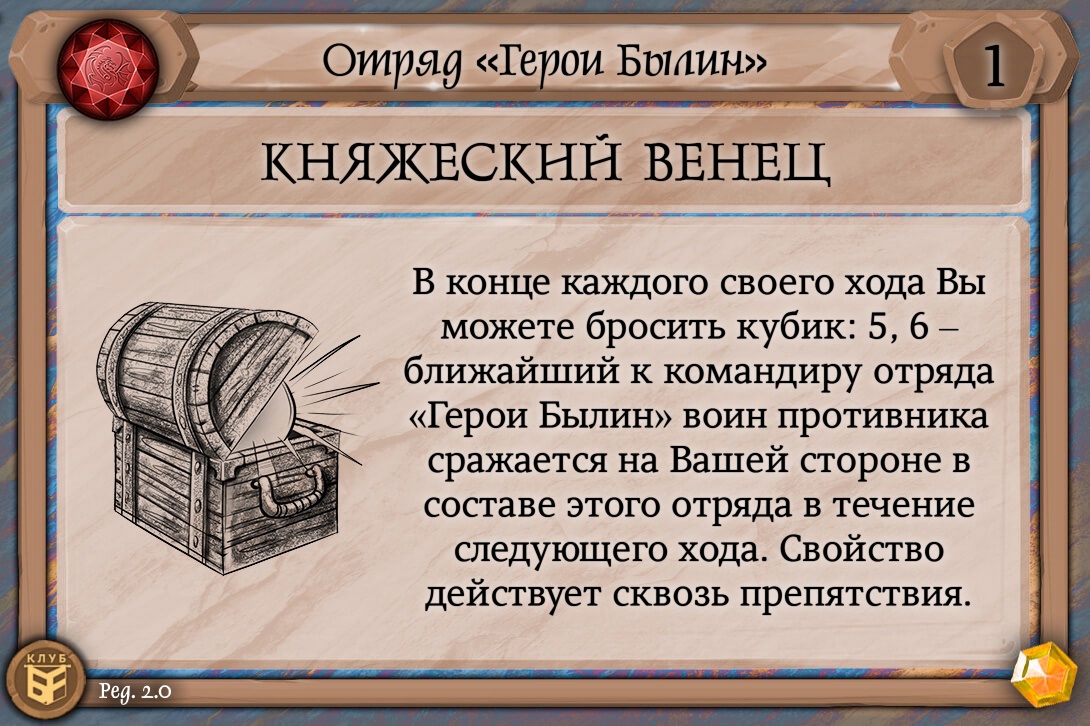 Отряд «Герои Былин»
1
КНЯЖЕСКИЙ ВЕНЕЦ
В конце каждого своего хода Вы
можете бросить кубик: 5, 6 –
ближайший к командиру отряда
«Герои Былин» воин противника
сражается на Вашей стороне в
составе этого отряда в течение
следующего хода. Свойство
действует сквозь препятствия.
КЛУБ
Ред. 2.0